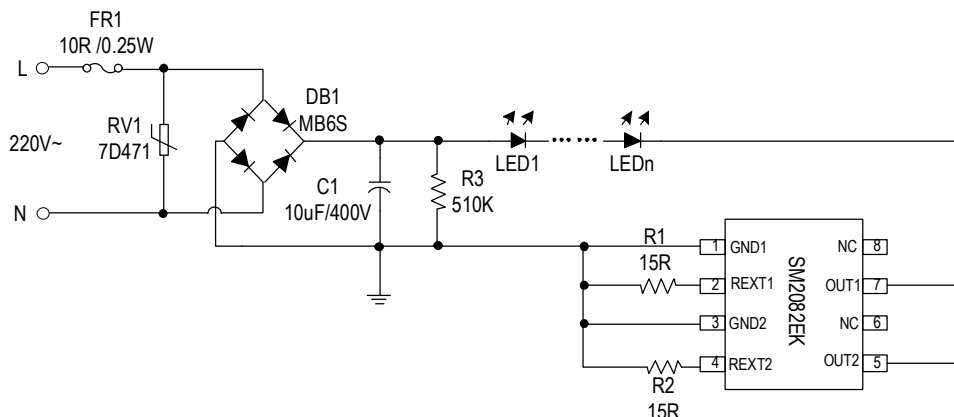 FR1
10R /0.25W
L
220V~
RV1
7D471
N
DB1
MB6S
C1
10uF/400V
R3
510K
LED1
LEDn
R1
15R
R2
15R
1 GND1
2 REXT1
3 GND2
4 REXT2
SM2082EK
NC 8
OUT1 7
NC 6
OUT2 5